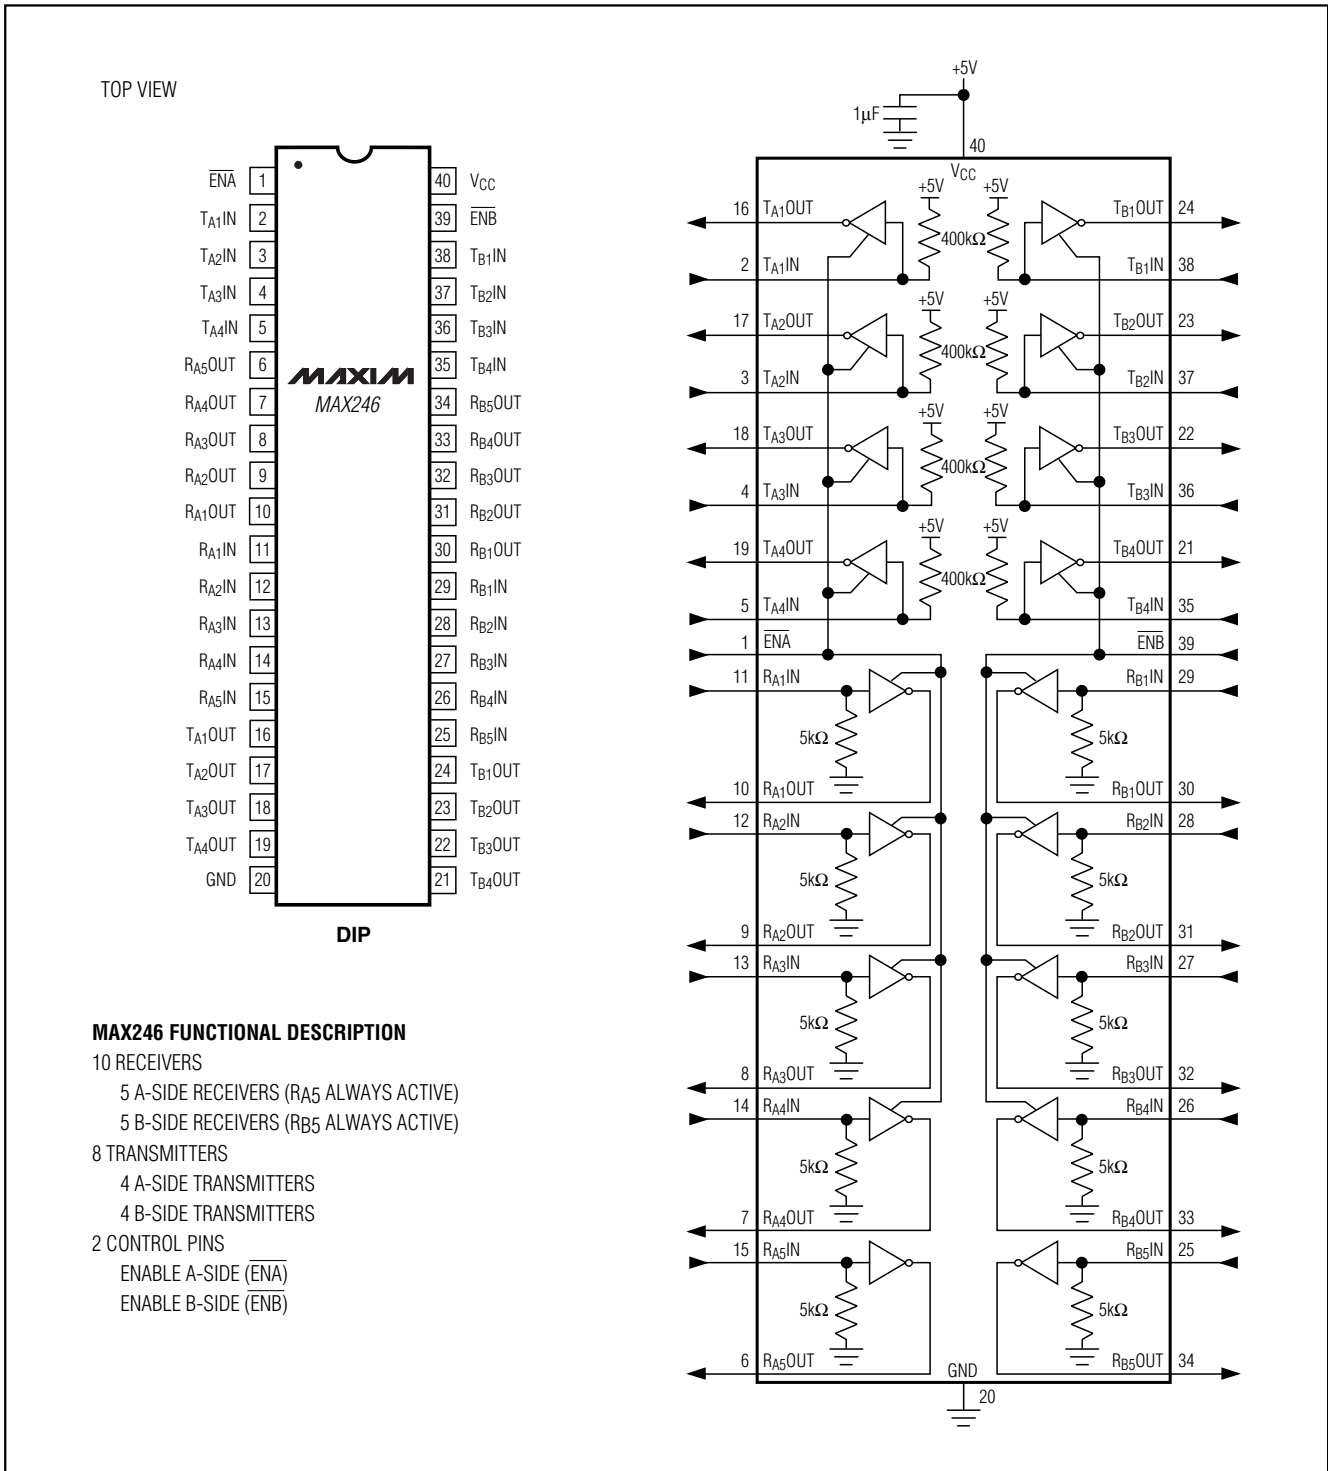 TOP VIEW
E̅N̅A̅ 1
TA1IN 2
TA2IN 3
TA3IN 4
TA4IN 5
RA5OUT 6
RA4OUT 7
RA3OUT 8
RA2OUT 9
RA1OUT 10
RA1IN 11
RA2IN 12
RA3IN 13
RA4IN 14
RA5IN 15
TA1OUT 16
TA2OUT 17
TA3OUT 18
TA4OUT 19
GND 20
MAXIM
MAX246
40 VCC
39 E̅N̅B̅
38 TB1IN
37 TB2IN
36 TB3IN
35 TB4IN
34 RB5OUT
33 RB4OUT
32 RB3OUT
31 RB2OUT
30 RB1OUT
29 RB1IN
28 RB2IN
27 RB3IN
26 RB4IN
25 RB5IN
24 TB1OUT
23 TB2OUT
22 TB3OUT
21 TB4OUT
DIP
MAX246 FUNCTIONAL DESCRIPTION
10 RECEIVERS
5 A-SIDE RECEIVERS (RA5 ALWAYS ACTIVE)
5 B-SIDE RECEIVERS (RB5 ALWAYS ACTIVE)
8 TRANSMITTERS
4 A-SIDE TRANSMITTERS
4 B-SIDE TRANSMITTERS
2 CONTROL PINS
ENABLE A-SIDE (E̅N̅A̅)
ENABLE B-SIDE (E̅N̅B̅)
+5V
1µF
40
VCC
+5V +5V
16 TA1OUT TB1OUT 24
400kΩ
2 TA1IN TB1IN 38
+5V +5V
17 TA2OUT TB2OUT 23
400kΩ
3 TA2IN TB2IN 37
+5V +5V
18 TA3OUT TB3OUT 22
400kΩ
4 TA3IN TB3IN 36
+5V +5V
19 TA4OUT TB4OUT 21
400kΩ
5 TA4IN TB4IN 35
1 E̅N̅A̅ E̅N̅B̅ 39
11 RA1IN RB1IN 29
5kΩ 5kΩ
10 RA1OUT RB1OUT 30
12 RA2IN RB2IN 28
5kΩ 5kΩ
9 RA2OUT RB2OUT 31
13 RA3IN RB3IN 27
5kΩ 5kΩ
8 RA3OUT RB3OUT 32
14 RA4IN RB4IN 26
5kΩ 5kΩ
7 RA4OUT RB4OUT 33
15 RA5IN RB5IN 25
5kΩ 5kΩ
6 RA5OUT RB5OUT 34
GND
20